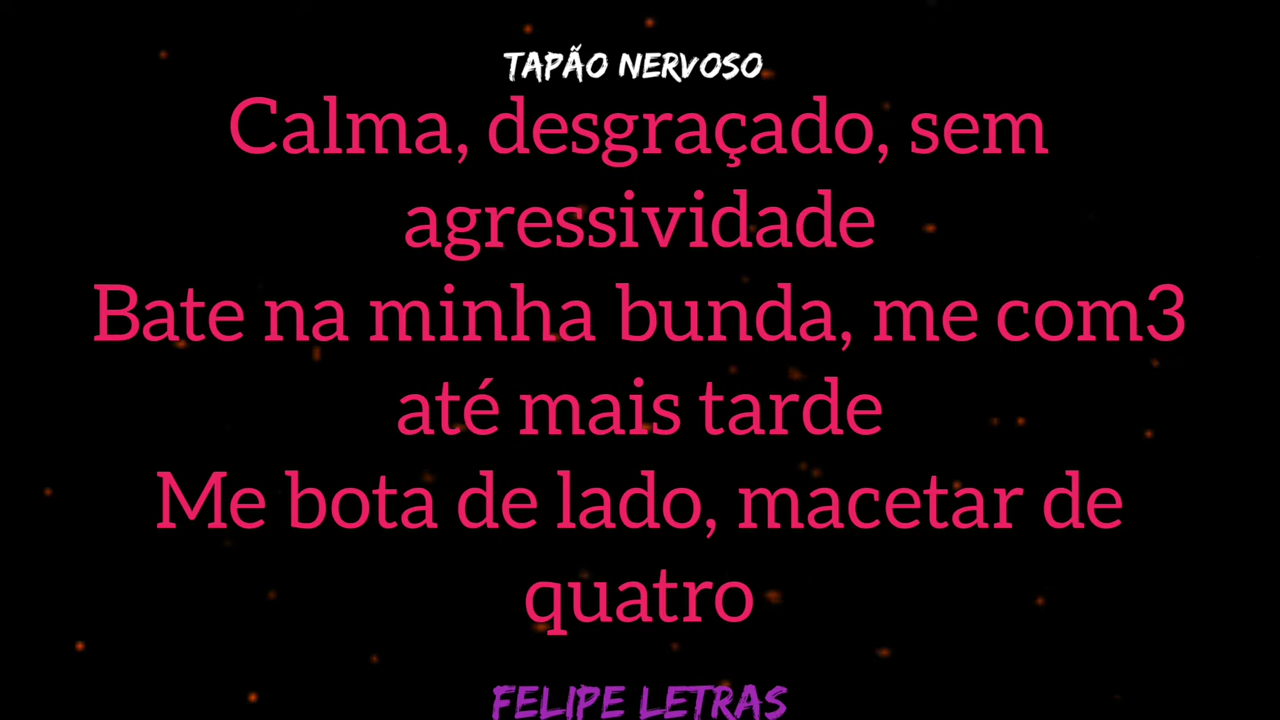 TAPÃO NERVOSO
Calma, desgraçado, sem
agressividade
Bate na minha bunda, me com3
até mais tarde
Me bota de lado, macetar de
quatro
FELIPE LETRAS